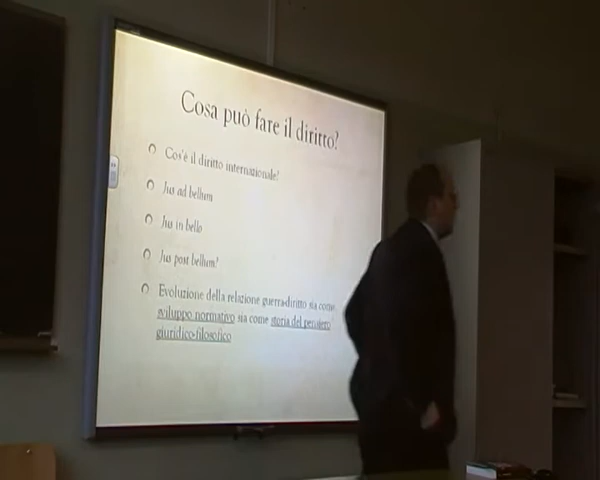 Cosa può fare il diritto?
Cos'è il diritto internazionale?
Jus ad bellum
Jus in bello
Jus post bellum?
Evoluzione della relazione guerra-diritto sia come
sviluppo normativo sia come storia del pensiero
giuridico-filosofico